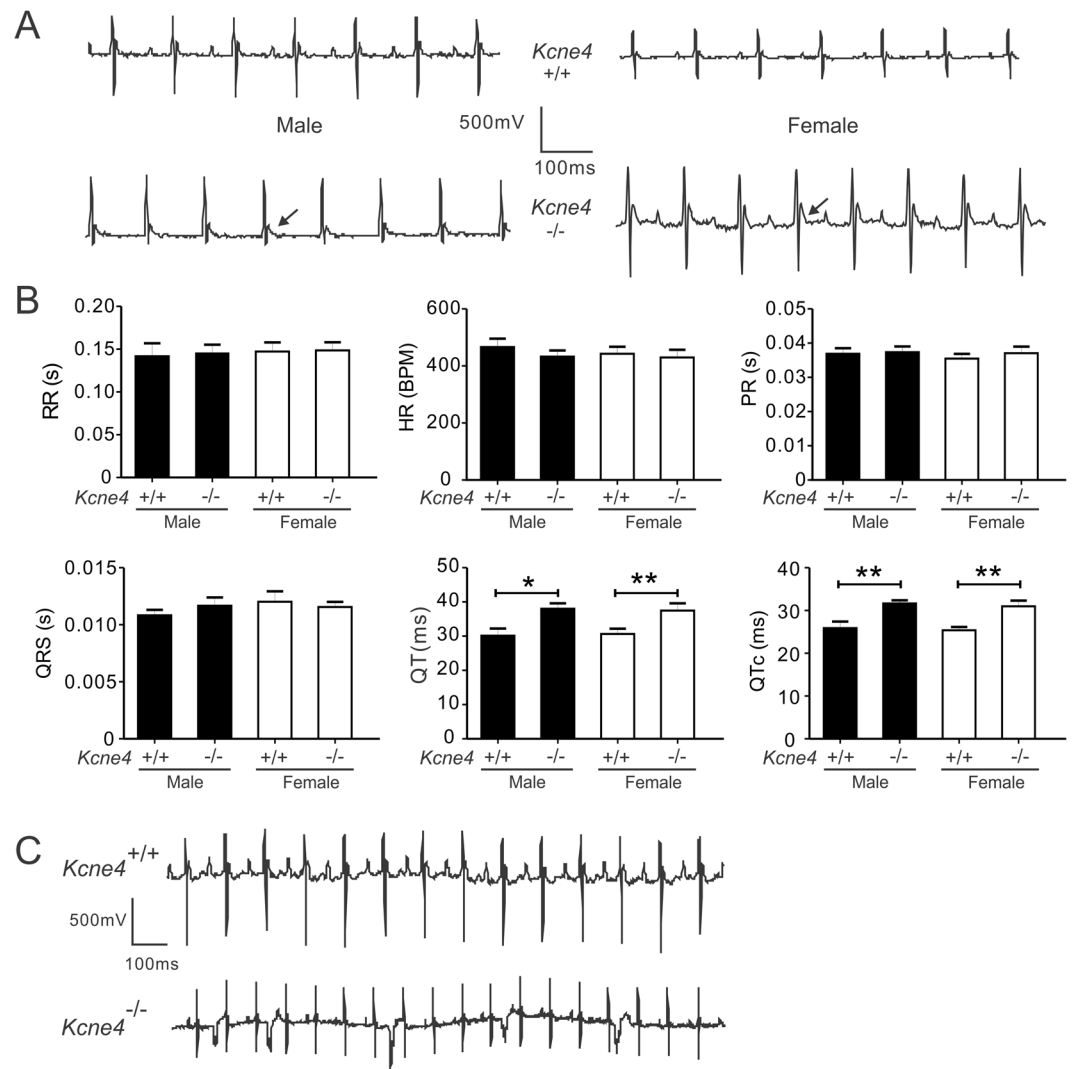 A
Kcne4
+/+
Male
500mV
Female
100ms
Kcne4
-/-
B
0.20
0.15
0.10
0.05
0
RR (s)
Kcne4 +/+ -/- +/+ -/-
Male Female
600
400
200
0
HR (BPM)
Kcne4 +/+ -/- +/+ -/-
Male Female
0.05
0.04
0.03
0.02
0.01
0
PR (s)
Kcne4 +/+ -/- +/+ -/-
Male Female
0.015
0.010
0.005
0
QRS (s)
Kcne4 +/+ -/- +/+ -/-
Male Female
50
40
30
20
10
0
QT(ms)
* **
Kcne4 +/+ -/- +/+ -/-
Male Female
40
30
20
10
0
QTc (ms)
** **
Kcne4 +/+ -/- +/+ -/-
Male Female
C
Kcne4+/+
500mV
100ms
Kcne4-/-